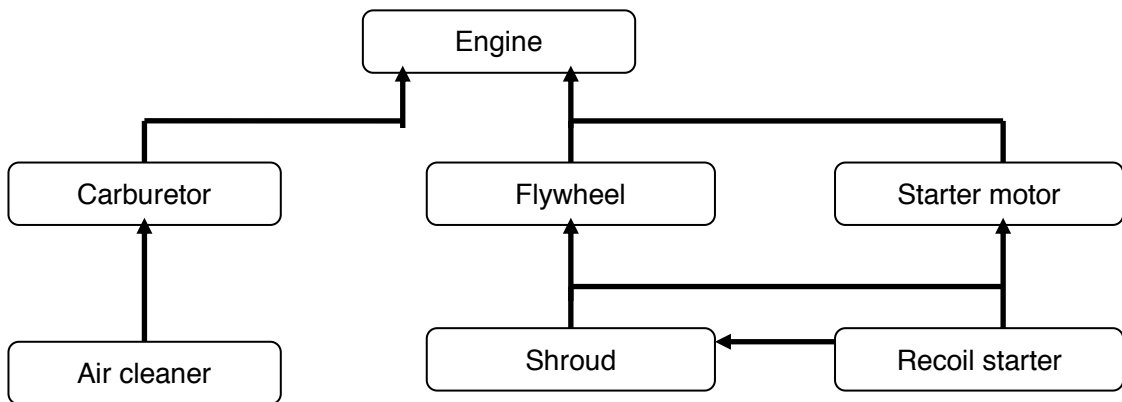 Engine
Carburetor
Flywheel
Starter motor
Air cleaner
Shroud
Recoil starter